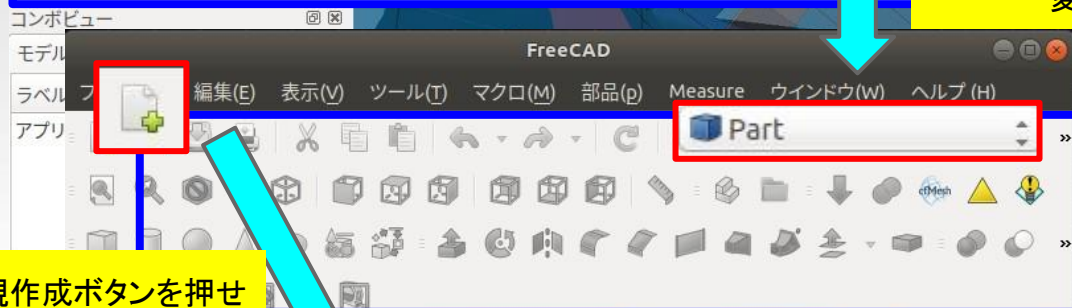 コンボビュー
変
モデル
FreeCAD
ラベル フ 編集(E) 表示(V) ツール(T) マクロ(M) 部品(p) Measure ウインドウ(W) ヘルプ (H)
アプリ
Part
»
cfMesh
»
規作成ボタンを押せ